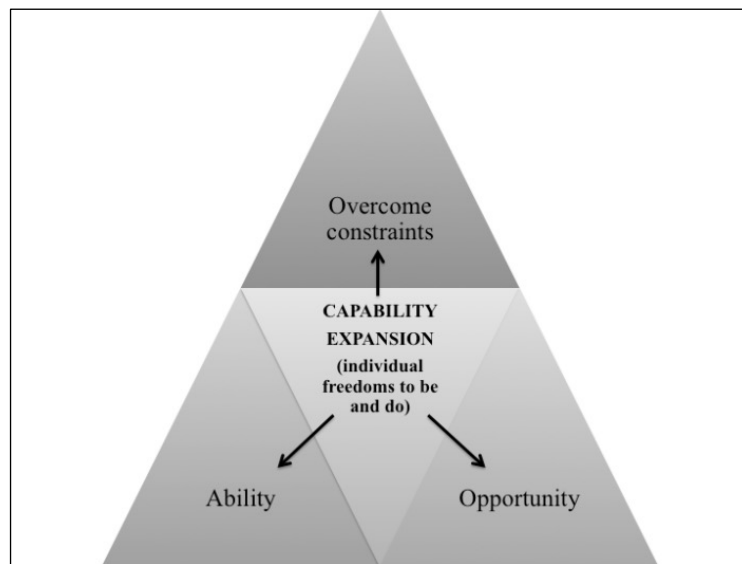 Overcome
constraints
CAPABILITY
EXPANSION
(individual
freedoms to be
and do)
Ability
Opportunity